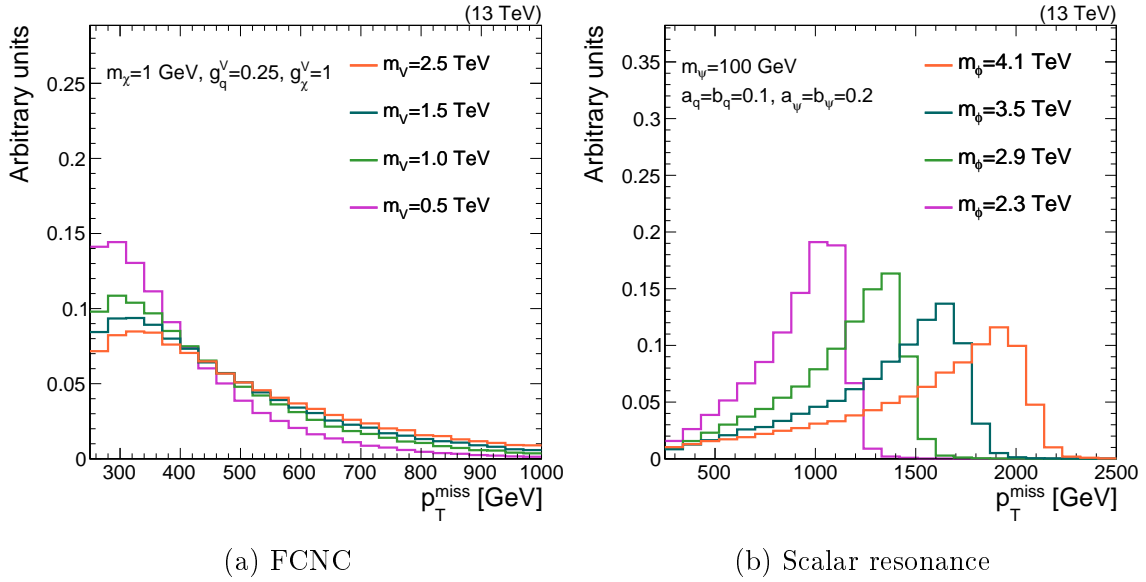 (13 TeV)
Arbitrary units
m_χ=1 GeV, g_q^V=0.25, g_χ^V=1
m_V=2.5 TeV
m_V=1.5 TeV
m_V=1.0 TeV
m_V=0.5 TeV
0.25
0.2
0.15
0.1
0.05
0
300 400 500 600 700 800 900 1000
p_T^miss [GeV]
(a) FCNC
(13 TeV)
Arbitrary units
m_ψ=100 GeV
a_q=b_q=0.1, a_ψ=b_ψ=0.2
m_ϕ=4.1 TeV
m_ϕ=3.5 TeV
m_ϕ=2.9 TeV
m_ϕ=2.3 TeV
0.35
0.3
0.25
0.2
0.15
0.1
0.05
0
500 1000 1500 2000 2500
p_T^miss [GeV]
(b) Scalar resonance